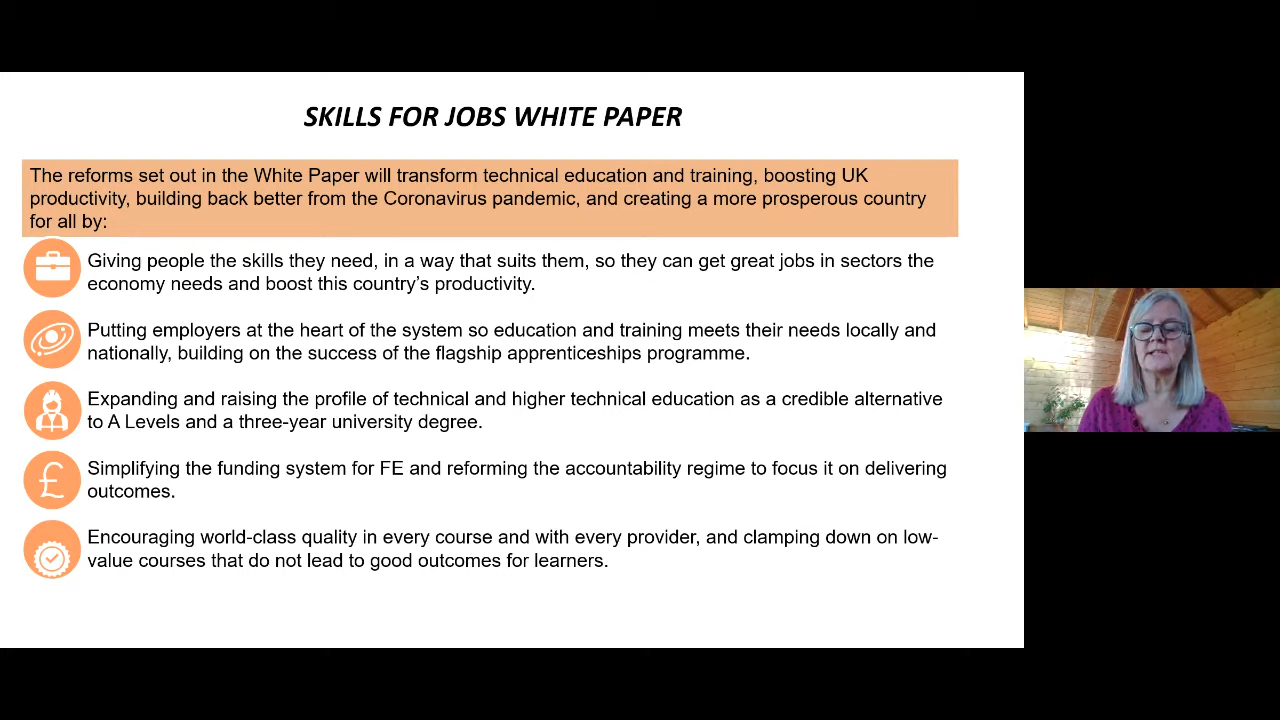 SKILLS FOR JOBS WHITE PAPER
The reforms set out in the White Paper will transform technical education and training, boosting UK
productivity, building back better from the Coronavirus pandemic, and creating a more prosperous country
for all by:
Giving people the skills they need, in a way that suits them, so they can get great jobs in sectors the
economy needs and boost this country’s productivity.
Putting employers at the heart of the system so education and training meets their needs locally and
nationally, building on the success of the flagship apprenticeships programme.
Expanding and raising the profile of technical and higher technical education as a credible alternative
to A Levels and a three-year university degree.
£
Simplifying the funding system for FE and reforming the accountability regime to focus it on delivering
outcomes.
Encouraging world-class quality in every course and with every provider, and clamping down on low-
value courses that do not lead to good outcomes for learners.